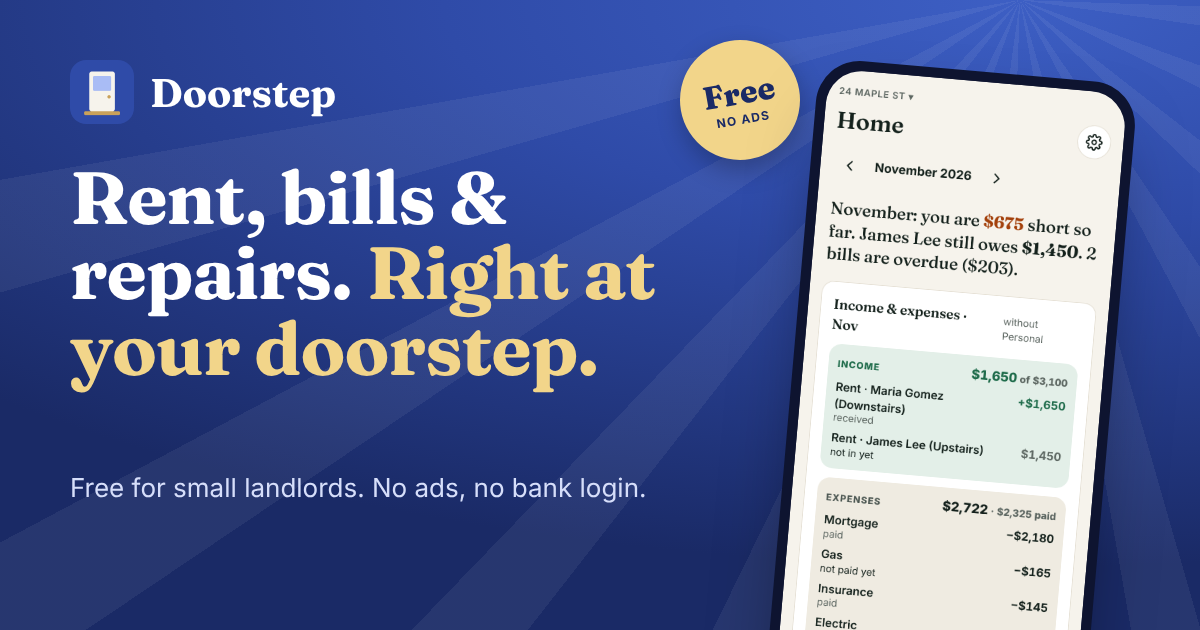 Doorstep
Rent, bills &
repairs. Right at
your doorstep.
Free for small landlords. No ads, no bank login.
Free
NO ADS
24 MAPLE ST ▾
Home
November 2026
November: you are $675 short so
far. James Lee still owes $1,450. 2
bills are overdue ($203).
Income & expenses ·
Nov
without
Personal
INCOME
$1,650 of $3,100
Rent · Maria Gomez
(Downstairs)
+$1,650
received
Rent · James Lee (Upstairs)
$1,450
not in yet
EXPENSES
$2,722 · $2,325 paid
Mortgage
−$2,180
paid
Gas
−$165
not paid yet
Insurance
−$145
paid
Electric